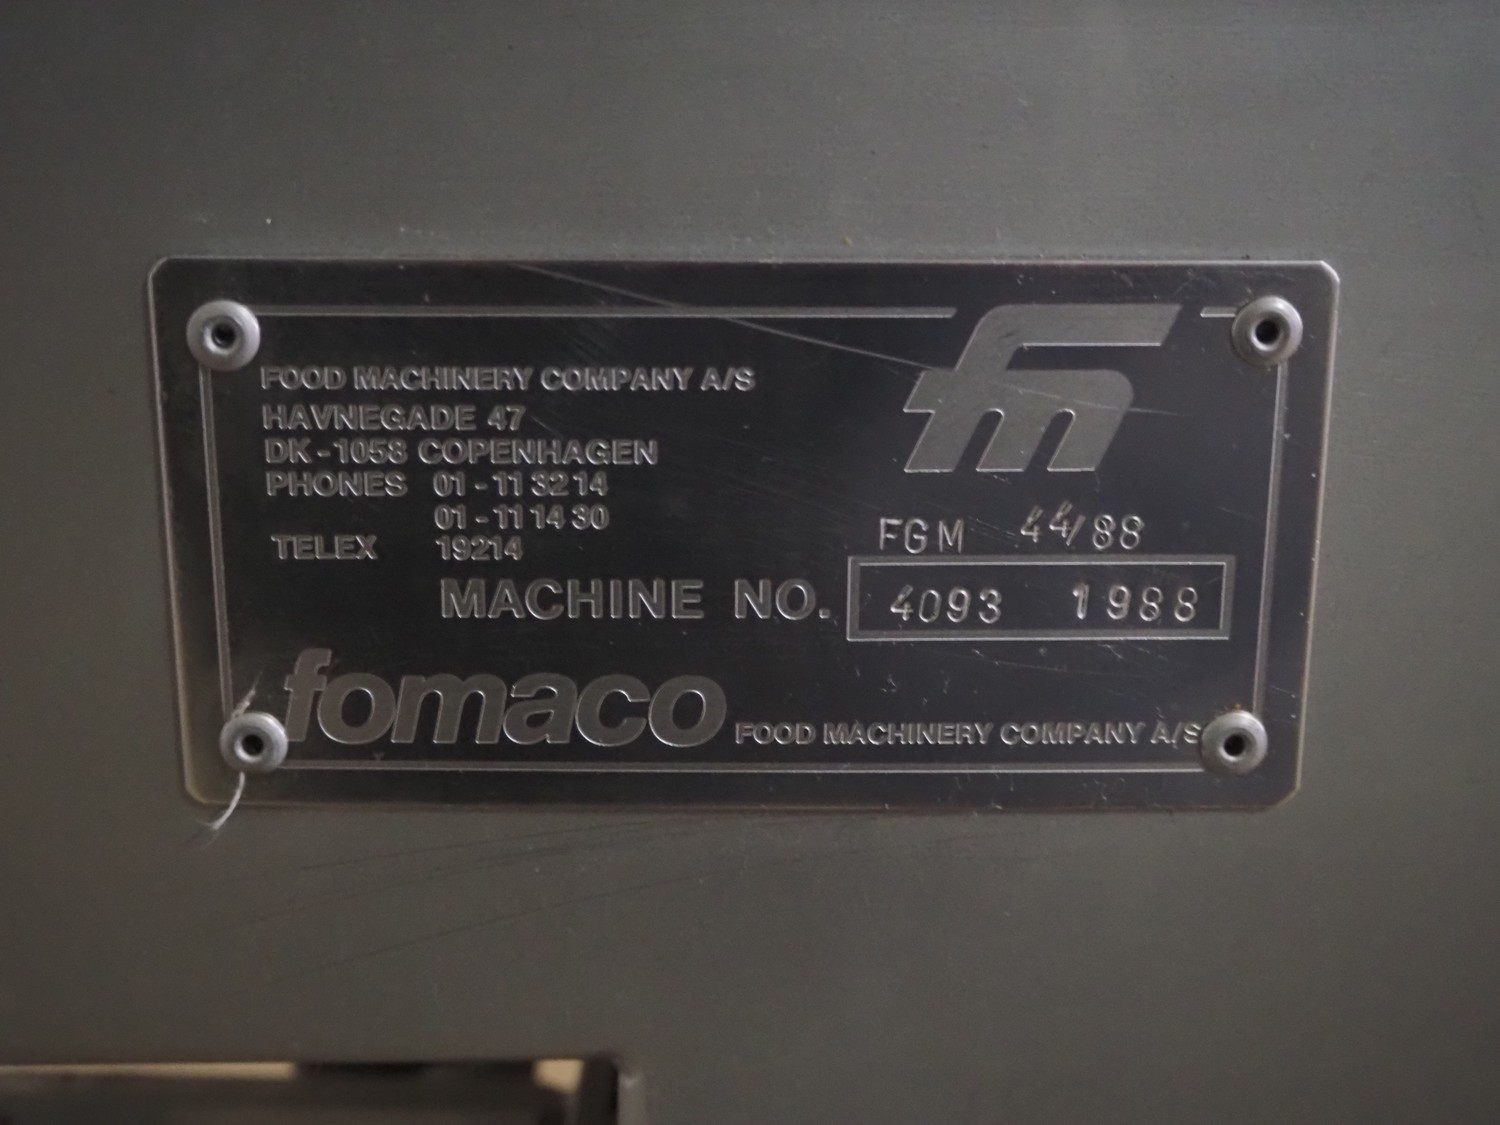 FOOD MACHINERY COMPANY A/S
HAVNEGADE 47
DK-1058 COPENHAGEN
PHONES 01-11 32 14
01-11 14 30
TELEX 19214
fm
FGM 44/88
MACHINE NO. 4093 1988
fomaco FOOD MACHINERY COMPANY A/S